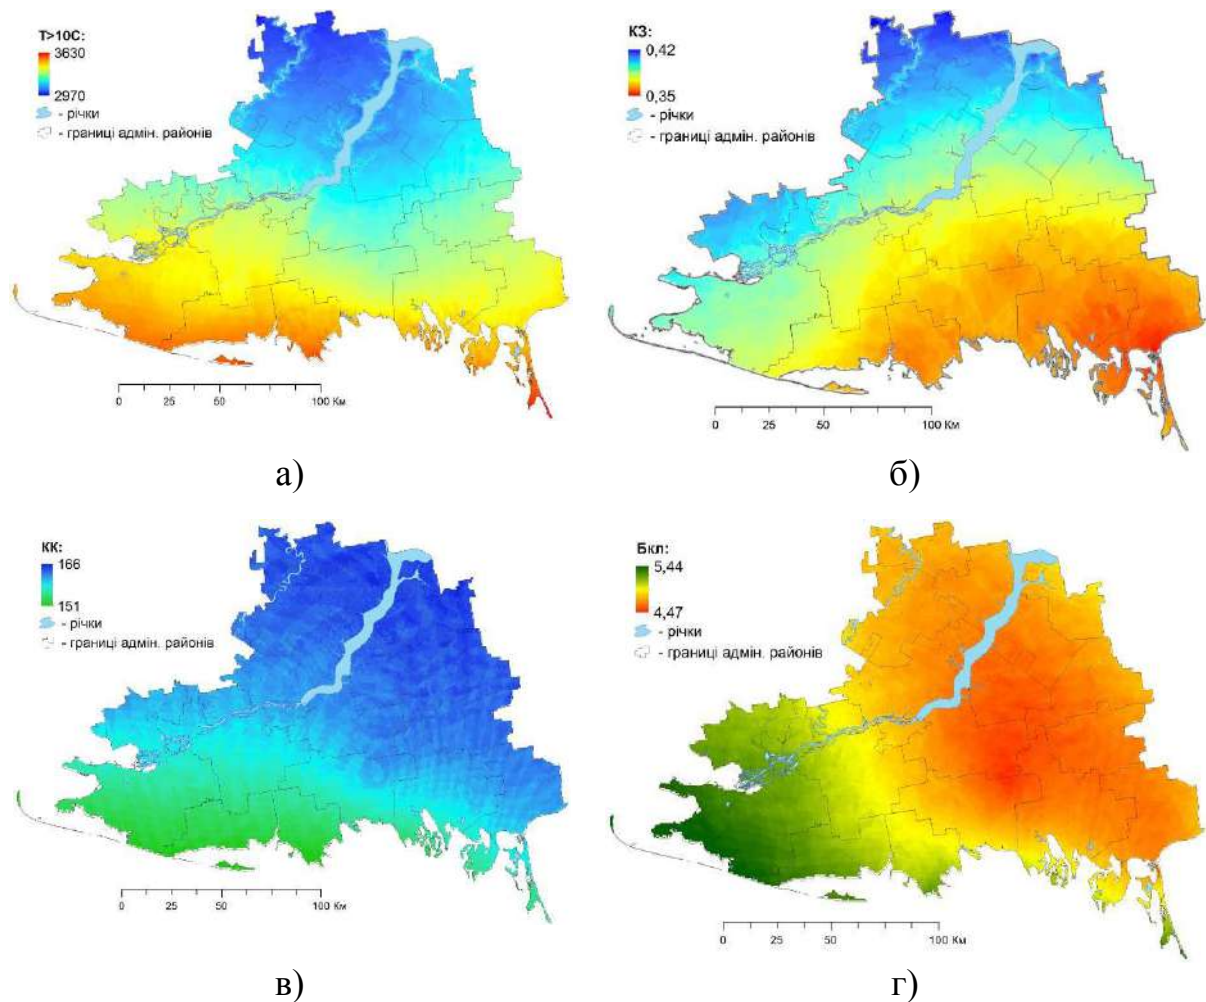 T>10C:
3630
2970
- річки
- границі адмін. районів
0 25 50 100 Км
а)
КЗ:
0,42
0,35
- річки
- границі адмін. районів
0 25 50 100 Км
б)
КК:
166
151
- річки
- границі адмін. районів
0 25 50 100 Км
в)
Бкл:
5,44
4,47
- річки
- границі адмін. районів
0 25 50 100 Км
г)